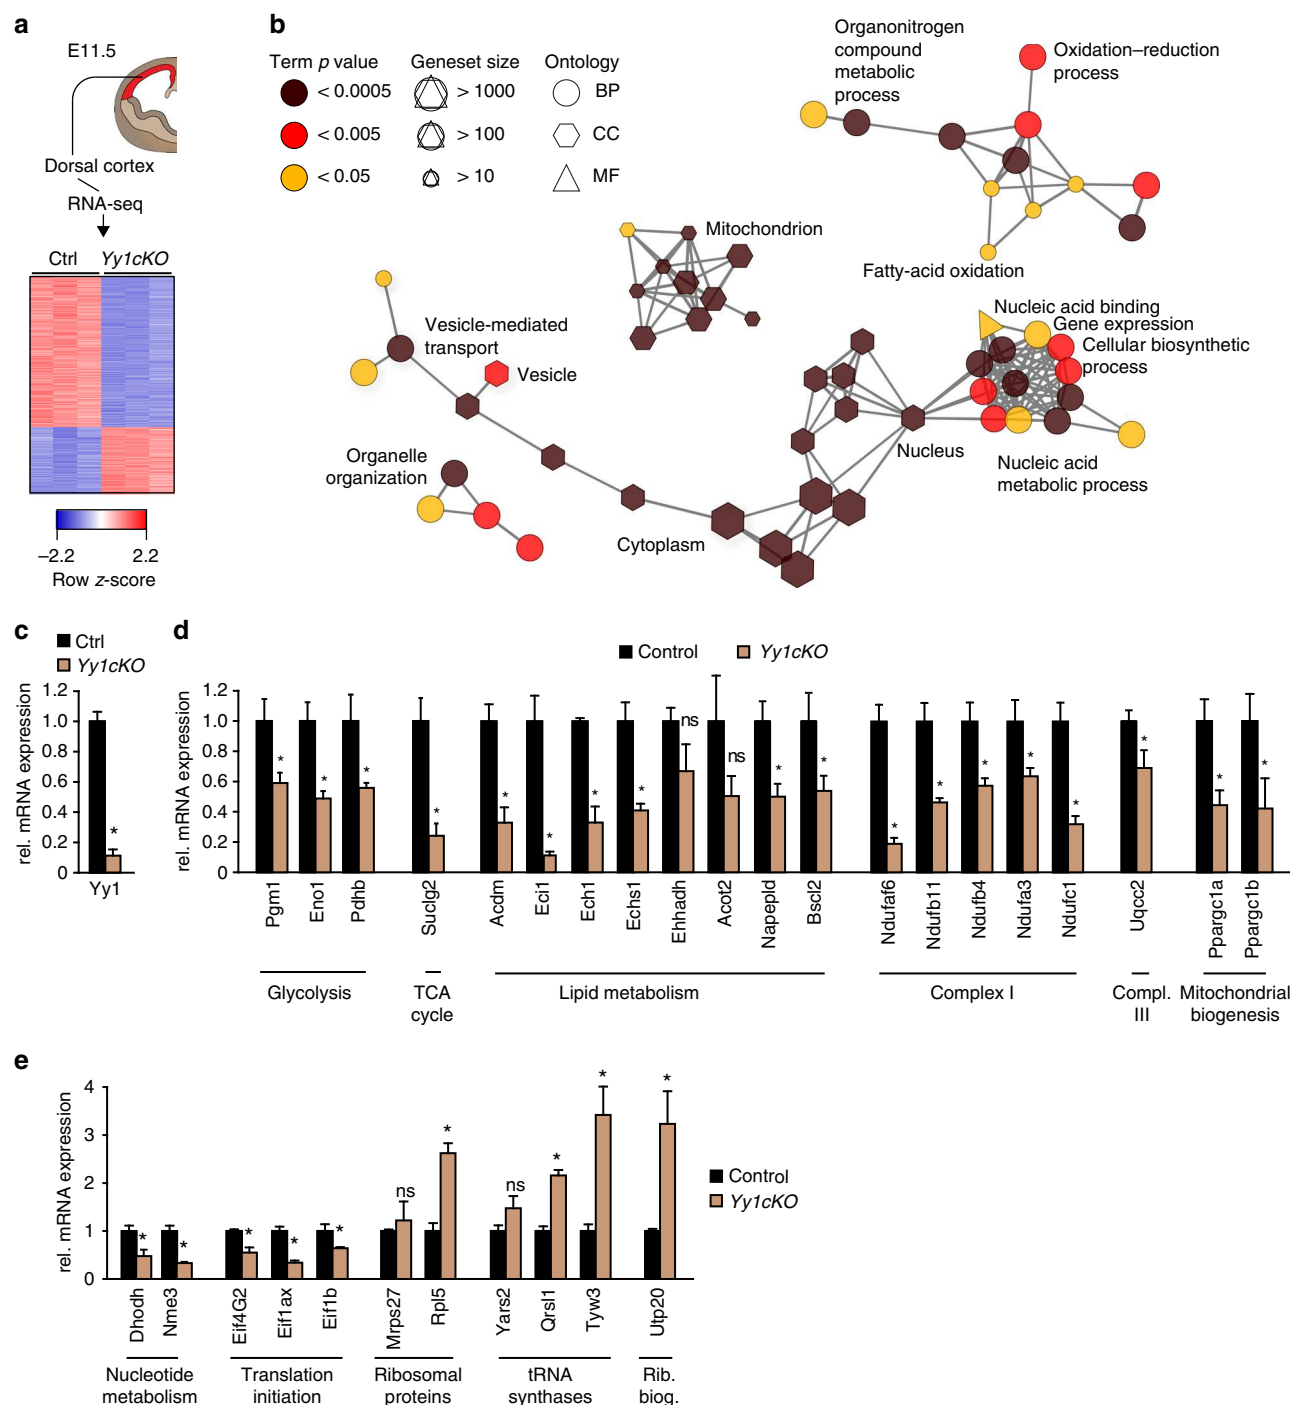 a
E11.5
Dorsal cortex
RNA-seq
Ctrl
Yy1cKO
–2.2
2.2
Row z-score
b
Term p value
Geneset size
Ontology
< 0.0005
> 1000
BP
< 0.005
> 100
CC
< 0.05
> 10
MF
Organonitrogen
compound
metabolic
process
Oxidation–reduction
process
Fatty-acid oxidation
Mitochondrion
Vesicle-mediated
transport
Vesicle
Organelle
organization
Cytoplasm
Nucleus
Nucleic acid binding
Gene expression
Cellular biosynthetic
process
Nucleic acid
metabolic process
c
Ctrl
Yy1cKO
rel. mRNA expression
1.2
1.0
0.8
0.6
0.4
0.2
0
*
Yy1
d
Control
Yy1cKO
rel. mRNA expression
1.2
1.0
0.8
0.6
0.4
0.2
0
* * * * * * * * ns ns * * * * * * * * * *
Pgm1
Eno1
Pdhb
Suclg2
Acdm
Eci1
Ech1
Echs1
Ehhadh
Acot2
Napepld
Bscl2
Ndufaf6
Ndufb11
Ndufb4
Ndufa3
Ndufc1
Uqcc2
Ppargc1a
Ppargc1b
Glycolysis
TCA
cycle
Lipid metabolism
Complex I
Compl.
III
Mitochondrial
biogenesis
e
rel. mRNA expression
4
3
2
1
0
* * * * * ns * ns * * *
Control
Yy1cKO
Dhodh
Nme3
Eif4G2
Eif1ax
Eif1b
Mrps27
Rpl5
Yars2
Qrsl1
Tyw3
Utp20
Nucleotide
metabolism
Translation
initiation
Ribosomal
proteins
tRNA
synthases
Rib.
biog.